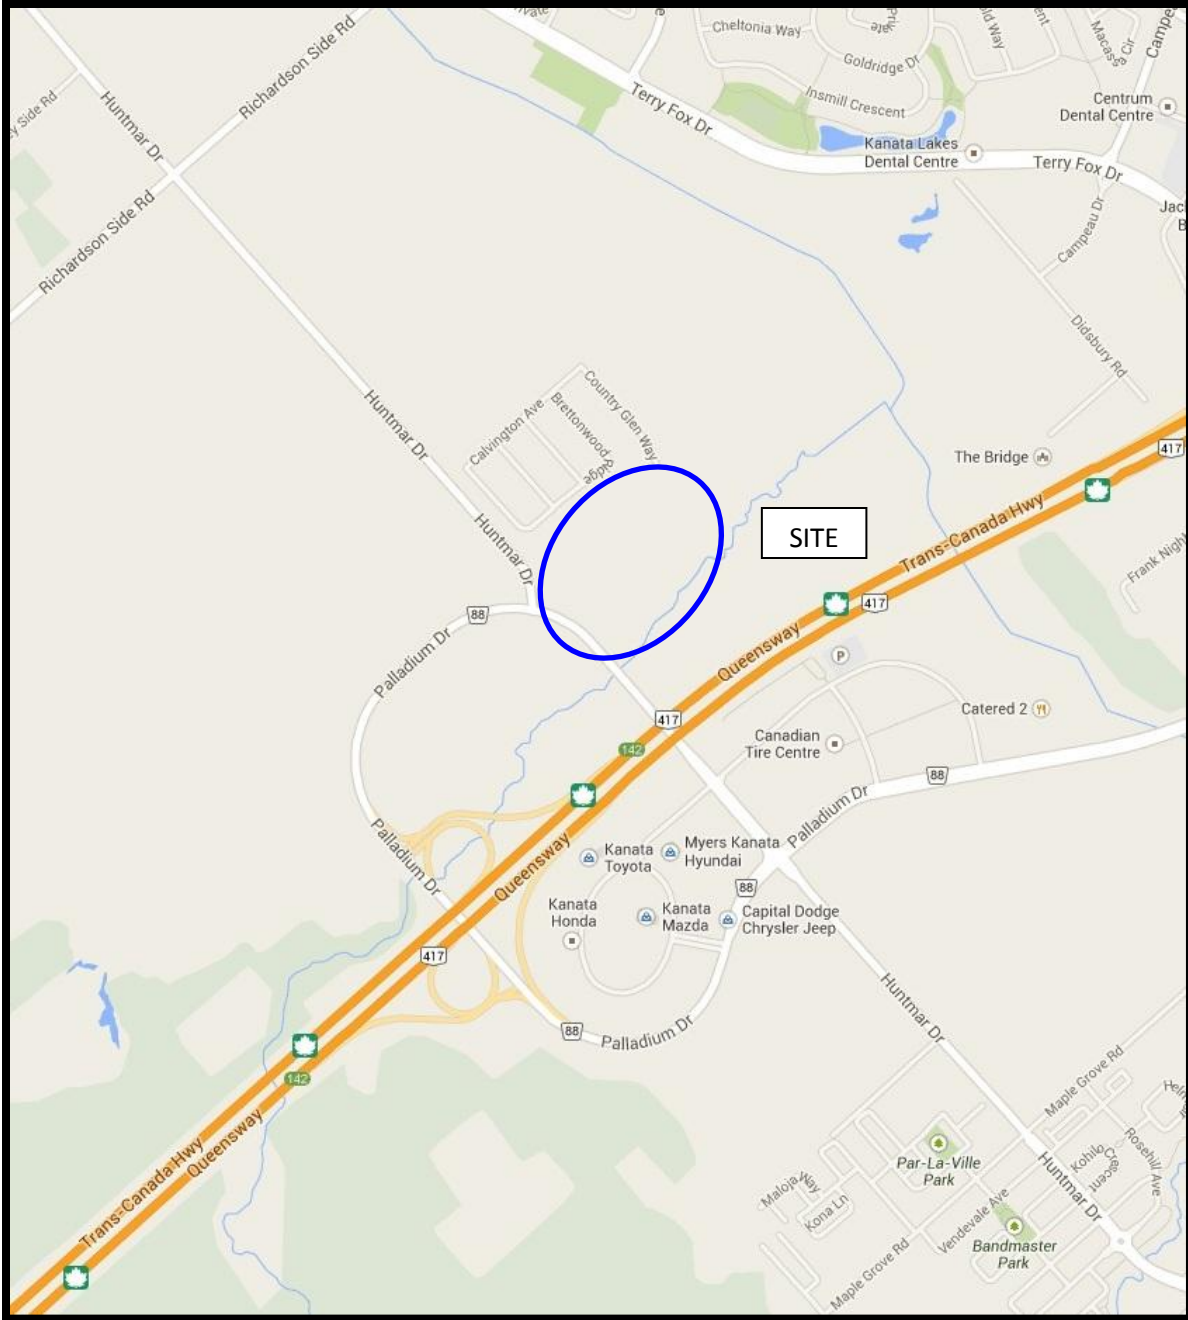 Richardson Side Rd
Cheltonia Way
Goldridge Dr
Insmill Crescent
Huntmar Dr
Terry Fox Dr
Centrum
Dental Centre
Kanata Lakes
Dental Centre
Terry Fox Dr
Richardson Side Rd
Campeau Dr
Didsbury Rd
Huntmar Dr
Calvington Ave
Brettonwood Ridge
Country Glen Way
The Bridge
417
SITE
Huntmar Dr
Trans-Canada Hwy
417
88
Palladium Dr
Queensway
P
Catered 2
417
142
Canadian
Tire Centre
88
Palladium Dr
Palladium Dr
Queensway
Kanata
Toyota
Myers Kanata
Hyundai
88
Kanata
Honda
Kanata
Mazda
Capital Dodge
Chrysler Jeep
417
Huntmar Dr
88
Palladium Dr
142
Maple Grove Rd
Trans-Canada Hwy
Queensway
Par-La-Ville
Park
Kohilo Crescent
Rosehill Ave
Huntmar Dr
Maloja Way
Kona Ln
Vendevale Ave
Bandmaster
Park
Maple Grove Rd